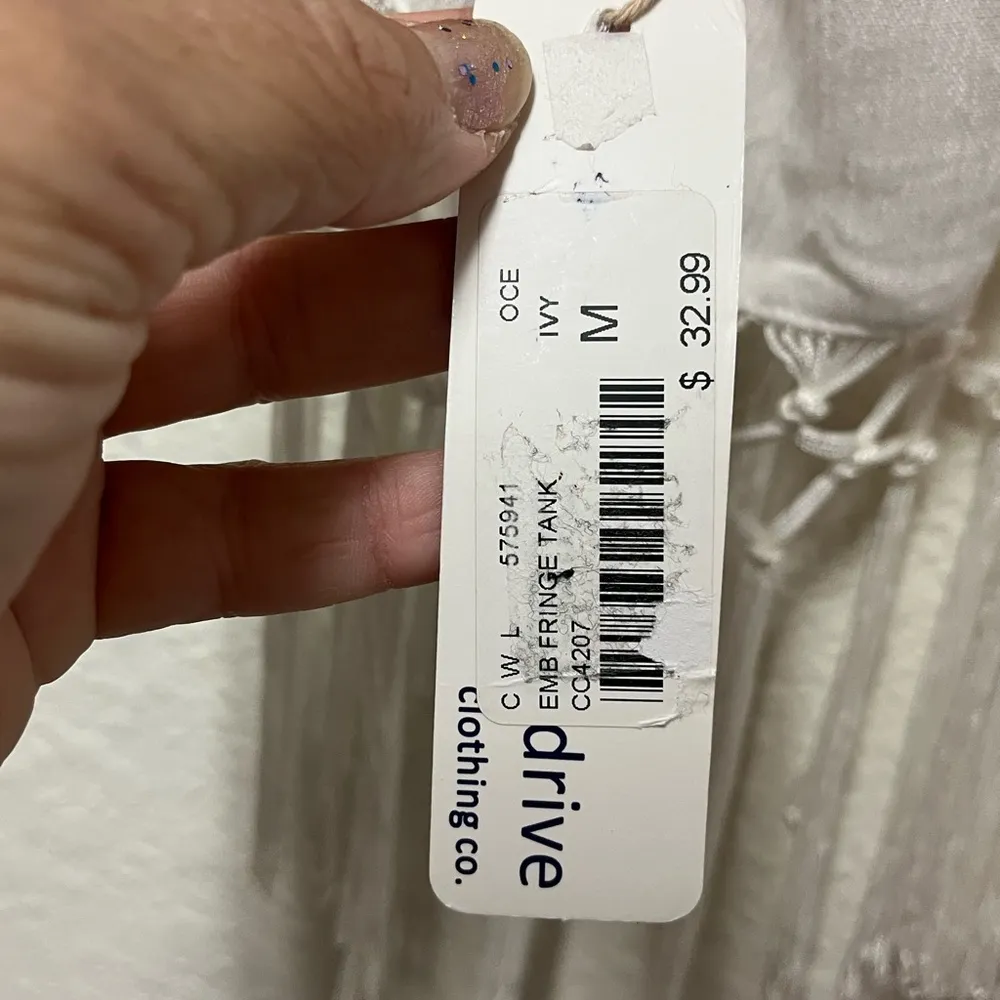 OCE
C W L 575941
IVY
EMB FRINGE TANK
M
CC4207
$ 32.99
drive
clothing co.